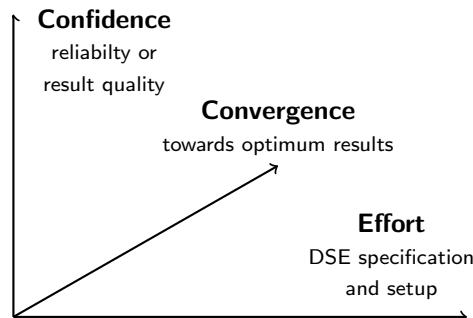 Confidence
reliabilty or
result quality
Convergence
towards optimum results
Effort
DSE specification
and setup